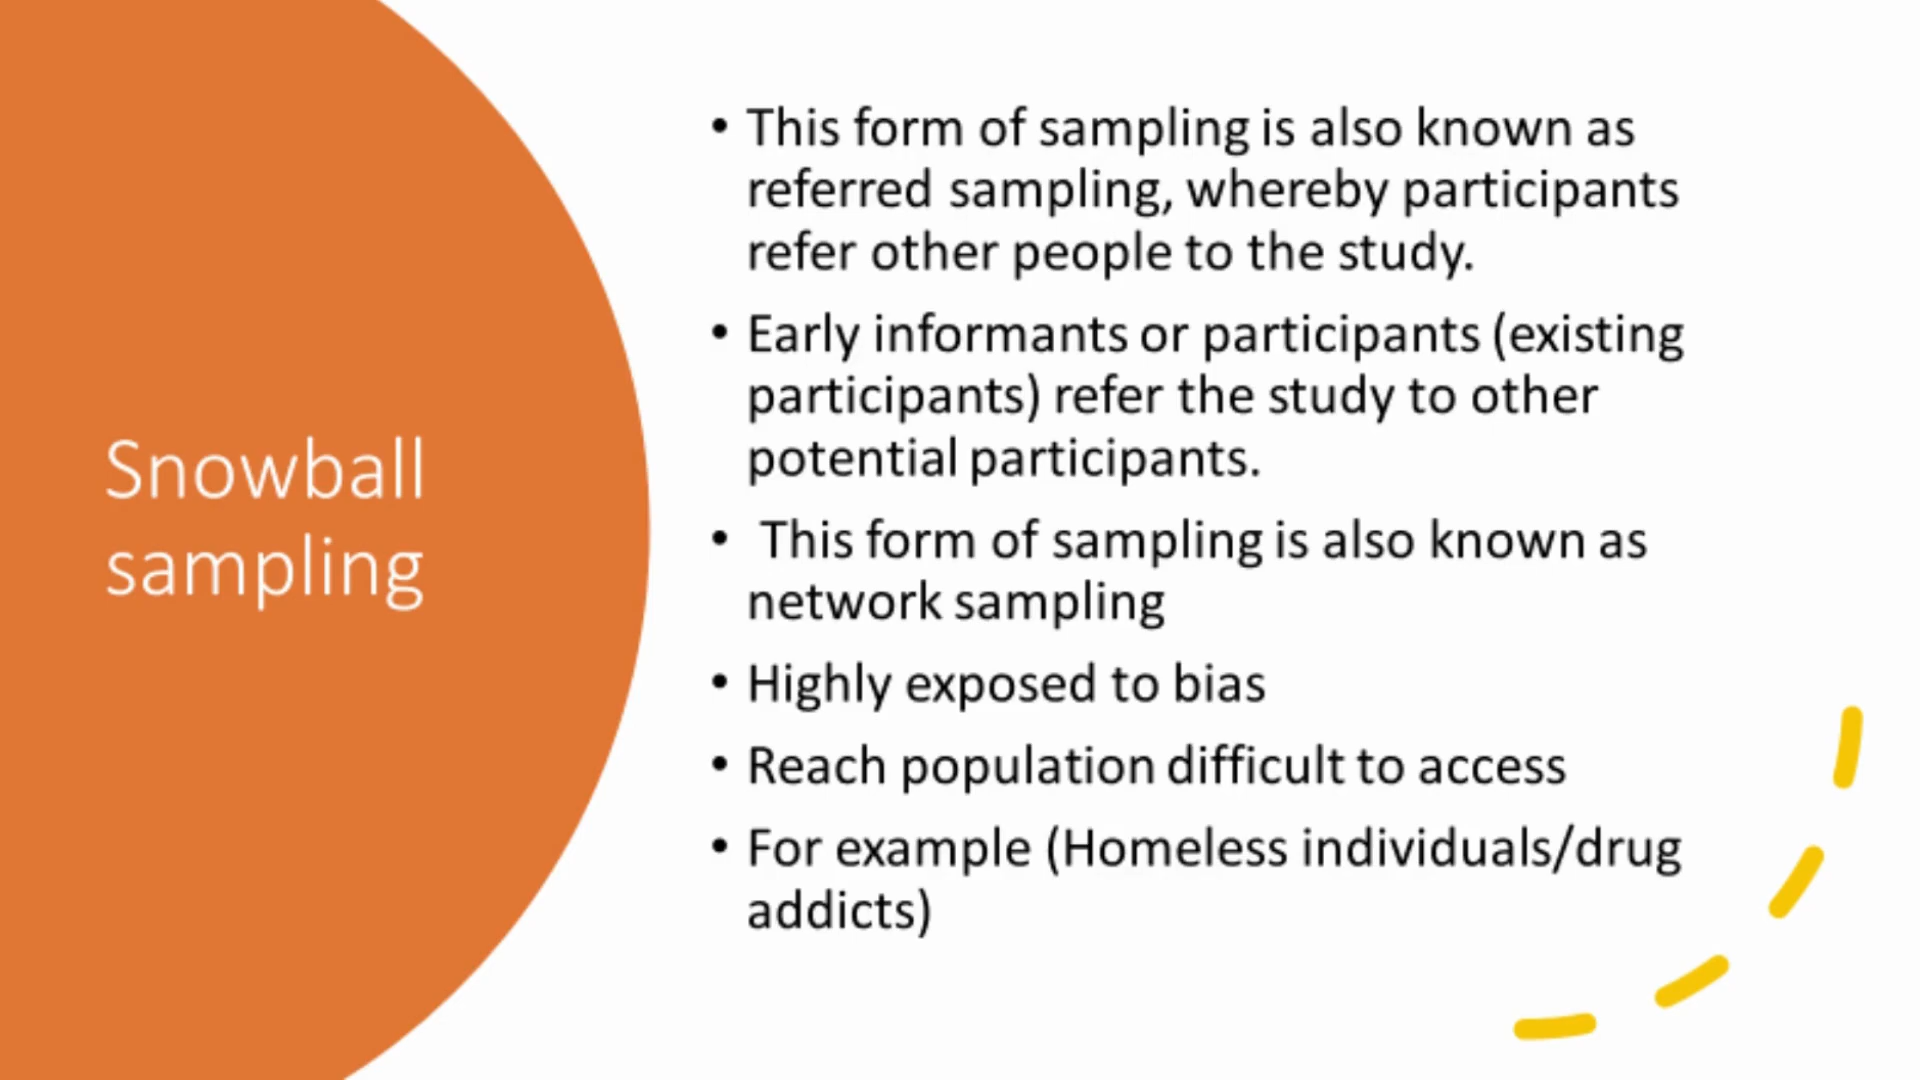 Snowball
sampling
• This form of sampling is also known as
referred sampling, whereby participants
refer other people to the study.
• Early informants or participants (existing
participants) refer the study to other
potential participants.
• This form of sampling is also known as
network sampling
• Highly exposed to bias
• Reach population difficult to access
• For example (Homeless individuals/drug
addicts)